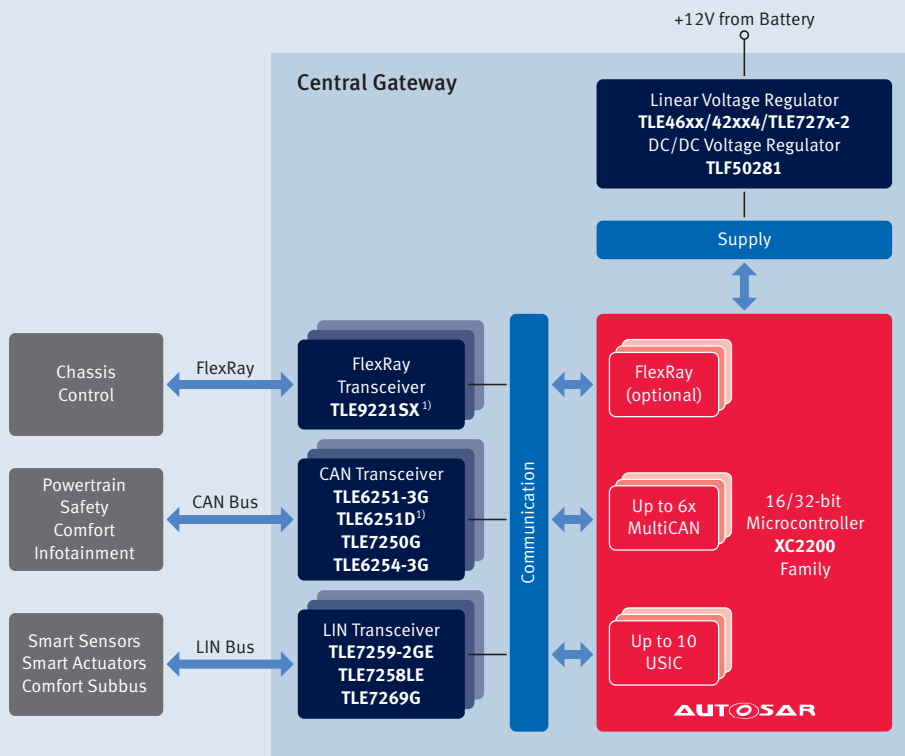 +12V from Battery
Central Gateway
Linear Voltage Regulator
TLE46xx/42xx4/TLE727x-2
DC/DC Voltage Regulator
TLF50281
Supply
Chassis
Control
FlexRay
FlexRay
Transceiver
TLE9221SX 1)
FlexRay
(optional)
Powertrain
Safety
Comfort
Infotainment
CAN Bus
CAN Transceiver
TLE6251-3G
TLE6251D1)
TLE7250G
TLE6254-3G
Communication
Up to 6x
MultiCAN
16/32-bit
Microcontroller
XC2200
Family
Smart Sensors
Smart Actuators
Comfort Subbus
LIN Bus
LIN Transceiver
TLE7259-2GE
TLE7258LE
TLE7269G
Up to 10
USIC
AUTOSAR